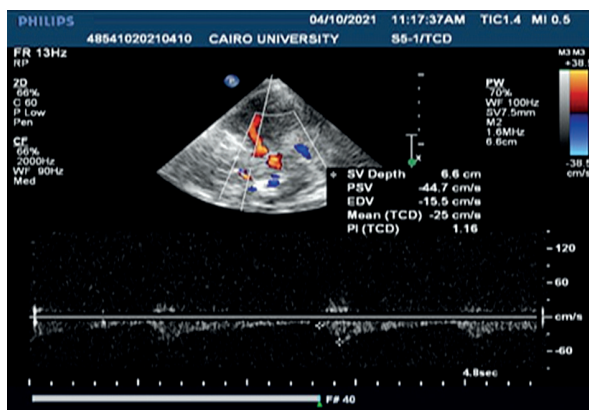 PHILIPS 04/10/2021 11:17:37AM TIC1.4 MI 0.5
48541020210410 CAIRO UNIVERSITY S5-1/TCD
FR 13Hz
RP
2D
66%
C 60
P Low
Pen
CF
66%
2000Hz
WF 90Hz
Med
P
M3 M3
+38.5
-38.5
cm/s
PW
70%
WF 100Hz
SV7.5mm
M2
1.6MHz
6.6cm
SV Depth 6.6 cm
PSV -44.7 cm/s
EDV -15.5 cm/s
Mean (TCD) -25 cm/s
PI (TCD) 1.16
120
60
cm/s
-60
4.8sec
F# 40